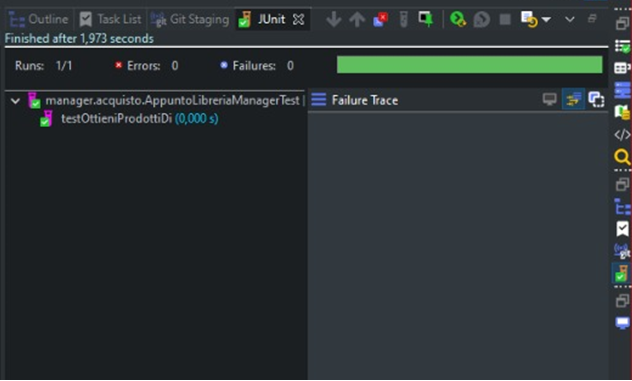 Outline Task List Git Staging JUnit
Finished after 1,973 seconds
Runs: 1/1 Errors: 0 Failures: 0
manager.acquisto.AppuntoLibreriaManagerTest
Failure Trace
testOttieniProdottiDi (0,000 s)